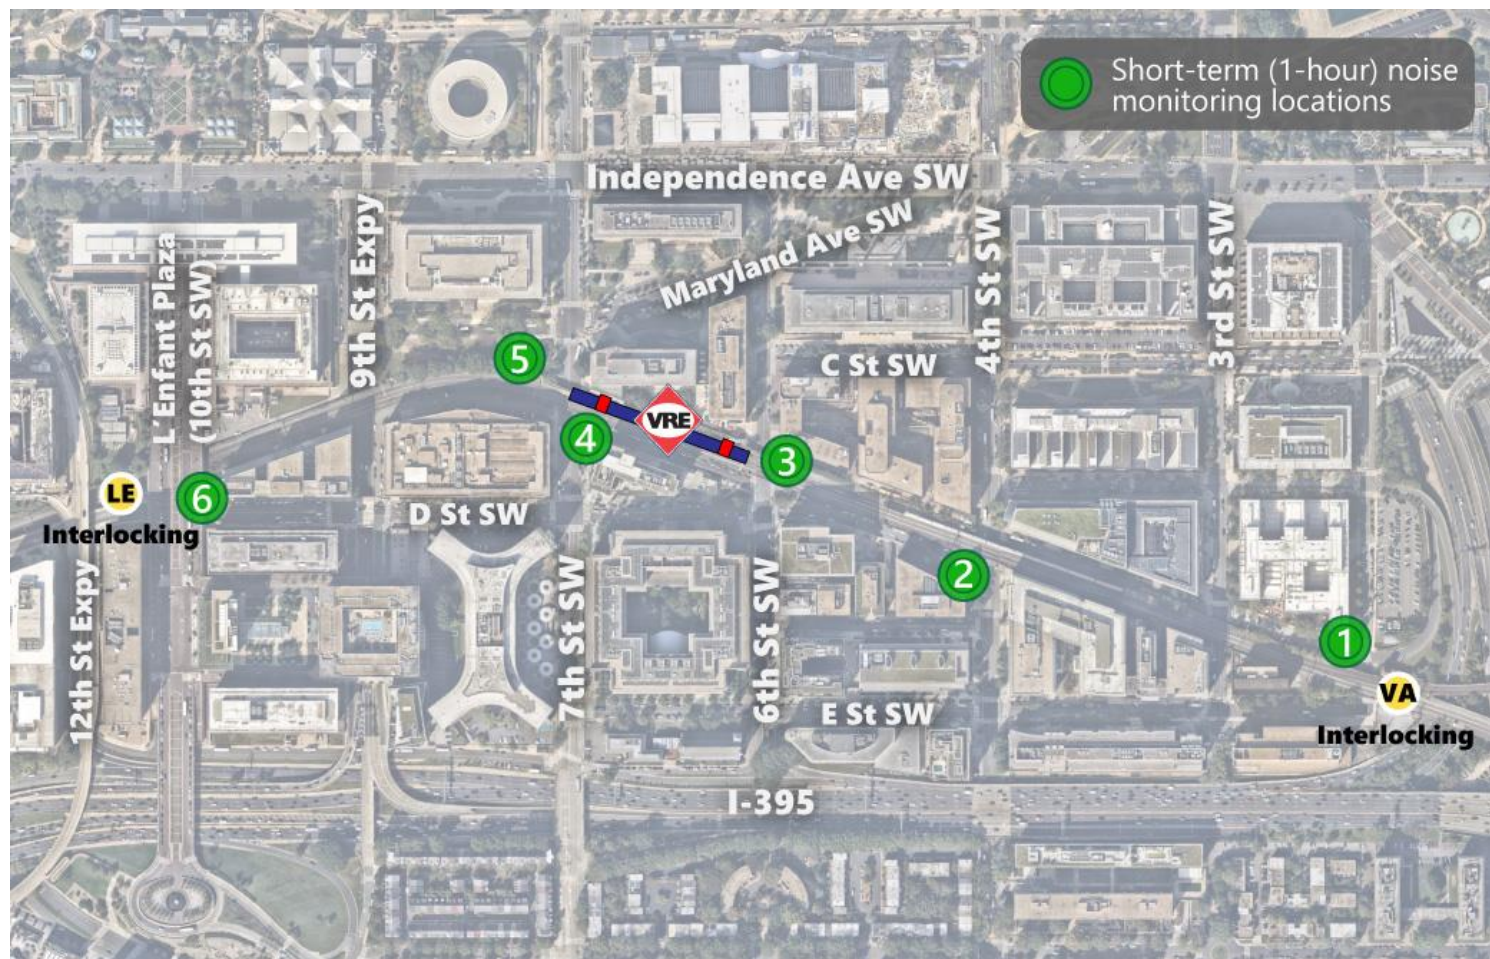 Short-term (1-hour) noise
monitoring locations
Independence Ave SW
Maryland Ave SW
L'Enfant Plaza
(10th St SW)
9th St Expy
4th St SW
3rd St SW
C St SW
5
VRE
4
3
LE
Interlocking
6
D St SW
2
12th St Expy
7th St SW
6th St SW
E St SW
1
VA
Interlocking
I-395